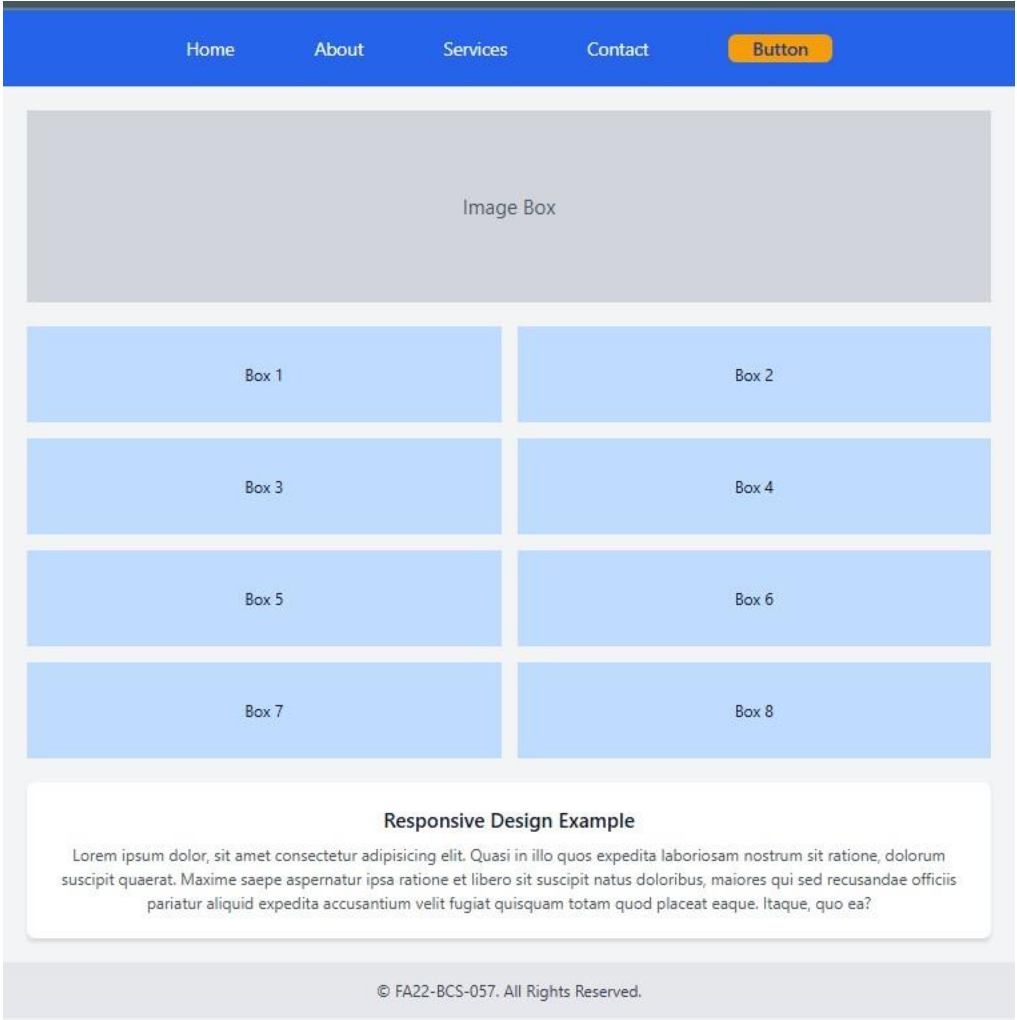 Home About Services Contact Button
Image Box
Box 1 Box 2
Box 3 Box 4
Box 5 Box 6
Box 7 Box 8
Responsive Design Example
Lorem ipsum dolor, sit amet consectetur adipisicing elit. Quasi in illo quos expedita laboriosam nostrum sit ratione, dolorum
suscipit quaerat. Maxime saepe aspernatur ipsa ratione et libero sit suscipit natus doloribus, maiores qui sed recusandae officiis
pariatur aliquid expedita accusantium velit fugiat quisquam totam quod placeat eaque. Itaque, quo ea?
© FA22-BCS-057. All Rights Reserved.